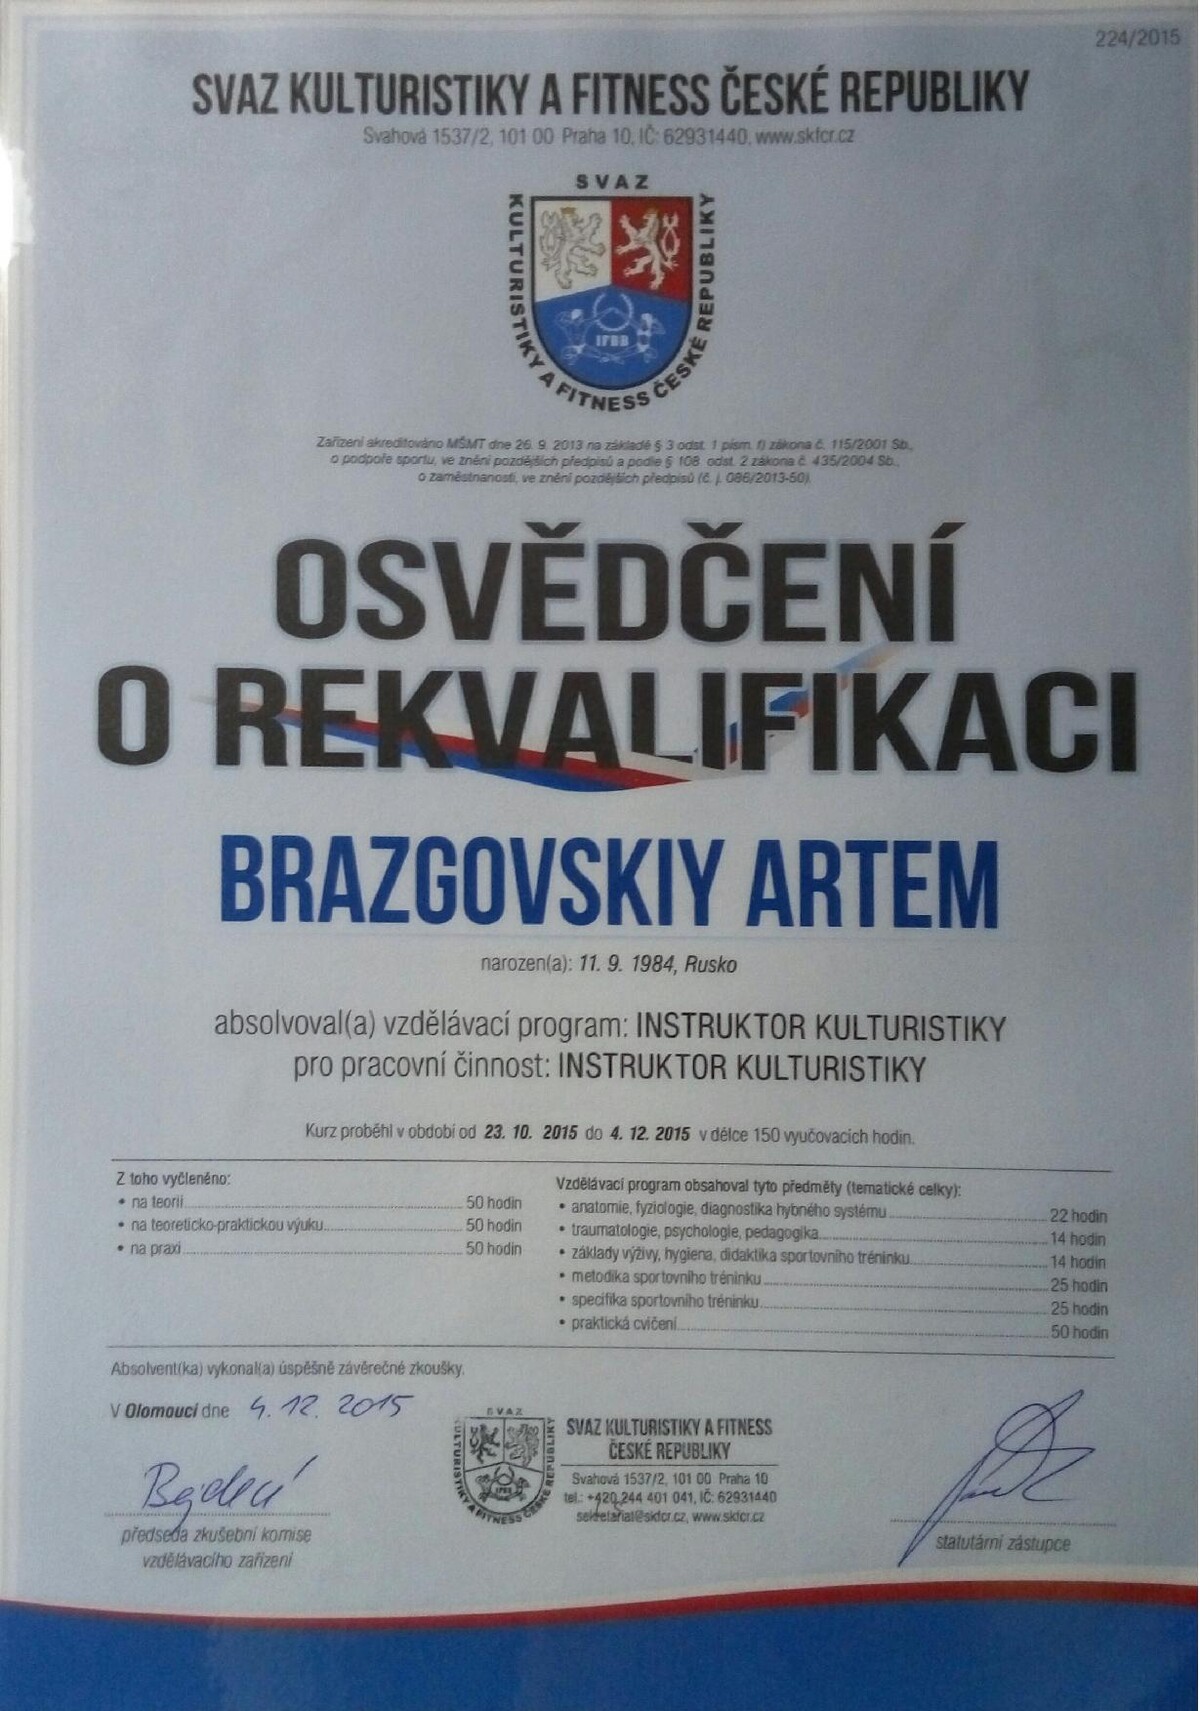 224/2015
SVAZ KULTURISTIKY A FITNESS ČESKÉ REPUBLIKY
Svahová 1537/2, 101 00 Praha 10, IČ: 62931440, www.skfcr.cz
SVAZ
KULTURISTIKY A FITNESS ČESKÉ REPUBLIKY
IFBB
Zařízení akreditováno MŠMT dne 26. 9. 2013 na základě § 3 odst. 1 písm. f) zákona č. 115/2001 Sb.,
o podpoře sportu, ve znění pozdějších předpisů a podle § 108 odst. 2 zákona č. 435/2004 Sb.,
o zaměstnanosti, ve znění pozdějších předpisů (č. j. 086/2013-50).
OSVĚDČENÍ
O REKVALIFIKACI
BRAZGOVSKIY ARTEM
narozen(a): 11. 9. 1984, Rusko
absolvoval(a) vzdělávací program: INSTRUKTOR KULTURISTIKY
pro pracovní činnost: INSTRUKTOR KULTURISTIKY
Kurz proběhl v období od 23. 10. 2015 do 4. 12. 2015 v délce 150 vyučovacích hodin.
Z toho vyčleněno:
• na teorii 50 hodin
• na teoreticko-praktickou výuku 50 hodin
• na praxi 50 hodin
Vzdělávací program obsahoval tyto předměty (tematické celky):
• anatomie, fyziologie, diagnostika hybného systému 22 hodin
• traumatologie, psychologie, pedagogika 14 hodin
• základy výživy, hygiena, didaktika sportovního tréninku 14 hodin
• metodika sportovního tréninku 25 hodin
• specifika sportovního tréninku 25 hodin
• praktická cvičení 50 hodin
Absolvent(ka) vykonal(a) úspěšně závěrečné zkoušky.
V Olomouci dne 4. 12. 2015
předseda zkušební komise
vzdělávacího zařízení
SVAZ
KULTURISTIKY A FITNESS ČESKÉ REPUBLIKY
SVAZ KULTURISTIKY A FITNESS
ČESKÉ REPUBLIKY
Svahová 1537/2, 101 00 Praha 10
tel.: +420 244 401 041, IČ: 62931440
sekretariat@skfcr.cz, www.skfcr.cz
statutární zástupce